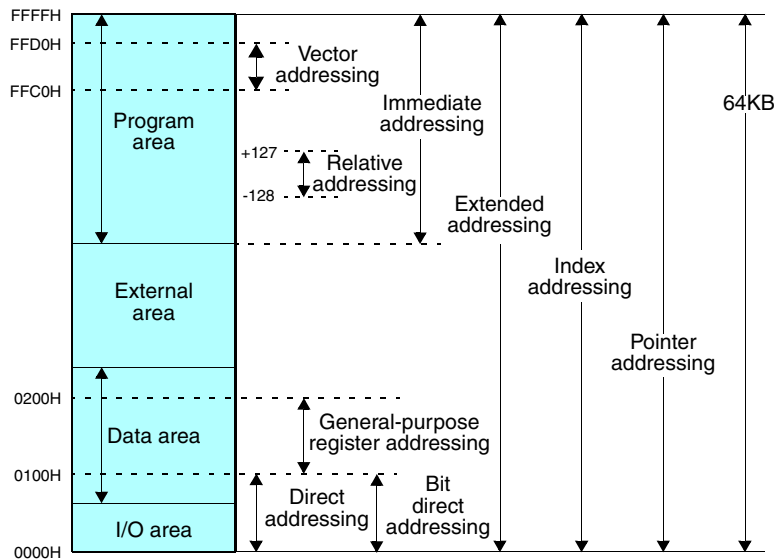 FFFFH
FFD0H
Vector
addressing
FFC0H
Immediate
addressing
64KB
Program
area
+127
Relative
addressing
-128
Extended
addressing
Index
addressing
External
area
Pointer
addressing
0200H
General-purpose
register addressing
Data area
0100H
Direct
addressing
Bit
direct
addressing
I/O area
0000H